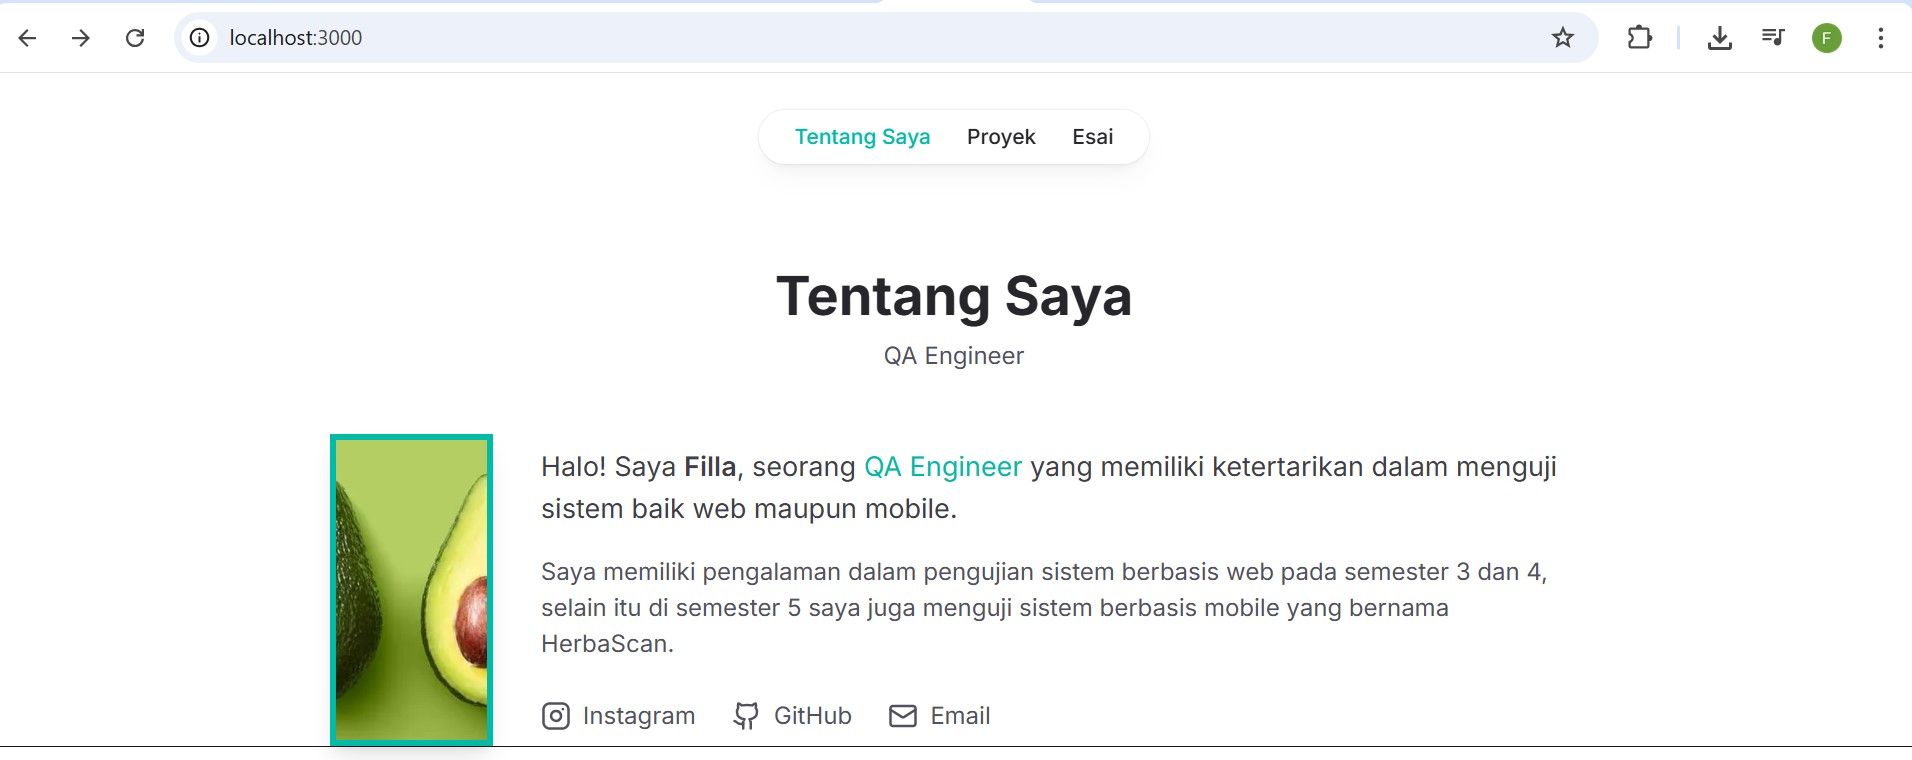 localhost:3000
F
Tentang Saya Proyek Esai
Tentang Saya
QA Engineer
Halo! Saya Filla, seorang QA Engineer yang memiliki ketertarikan dalam menguji
sistem baik web maupun mobile.
Saya memiliki pengalaman dalam pengujian sistem berbasis web pada semester 3 dan 4,
selain itu di semester 5 saya juga menguji sistem berbasis mobile yang bernama
HerbaScan.
Instagram GitHub Email